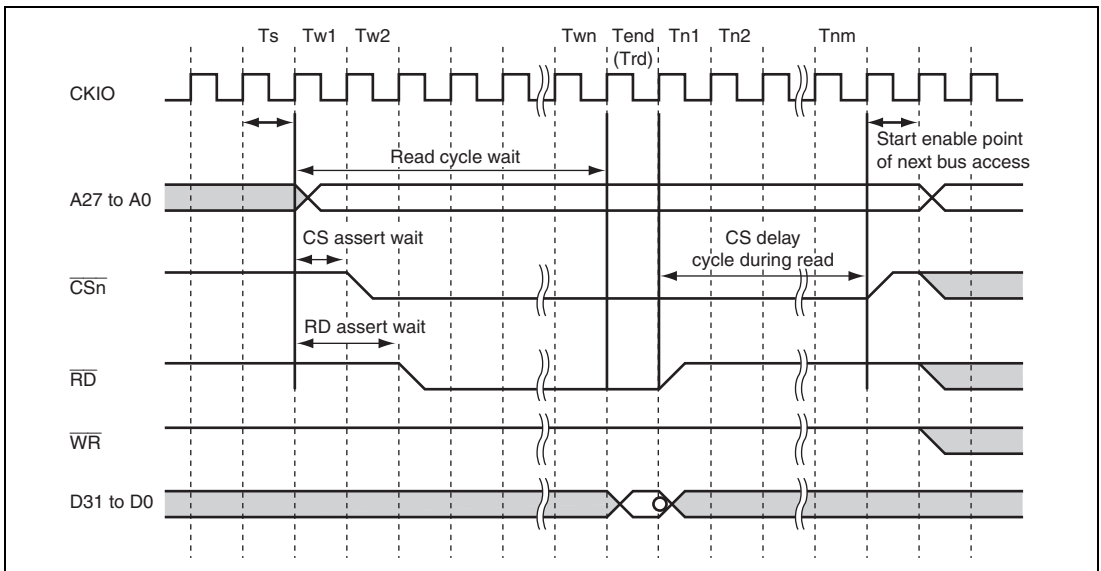 Ts Tw1 Tw2 Twn Tend Tn1 Tn2 Tnm
(Trd)
CKIO
Start enable point
of next bus access
Read cycle wait
A27 to A0
CS assert wait
CS delay
cycle during read
CSn
RD assert wait
RD
WR
D31 to D0